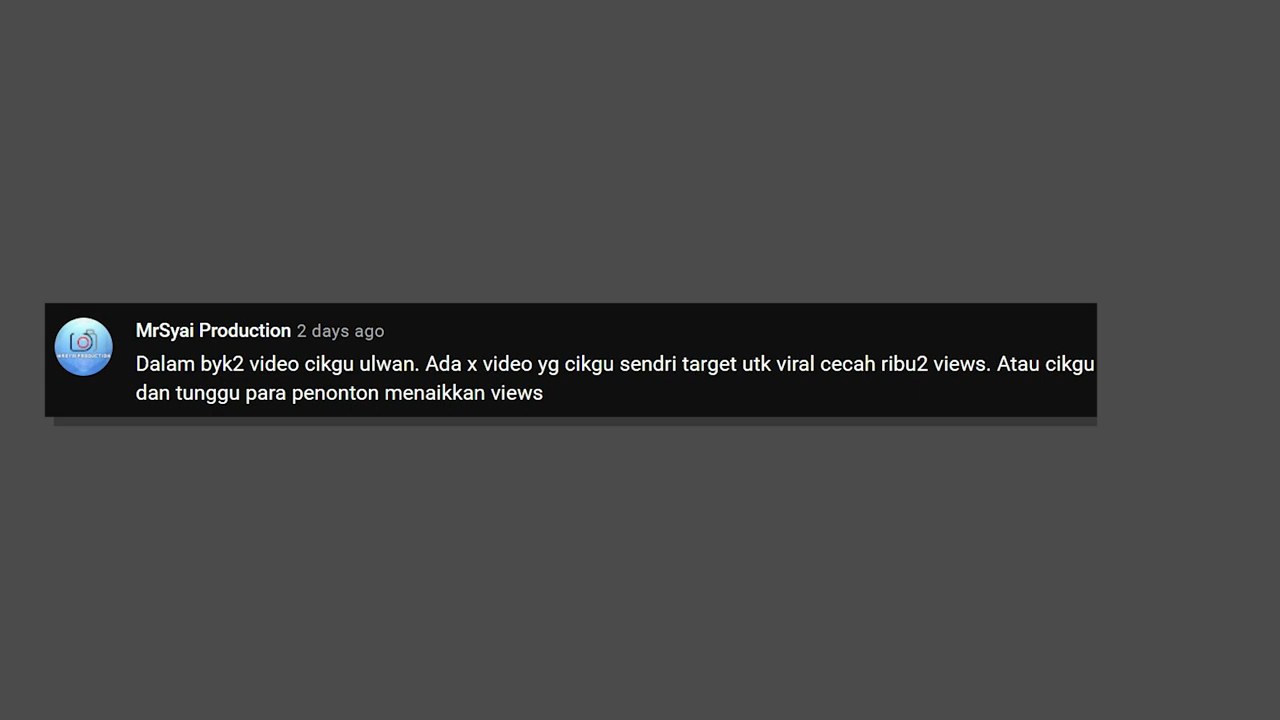 MrSyai Production 2 days ago
Dalam byk2 video cikgu ulwan. Ada x video yg cikgu sendri target utk viral cecah ribu2 views. Atau cikgu
dan tunggu para penonton menaikkan views